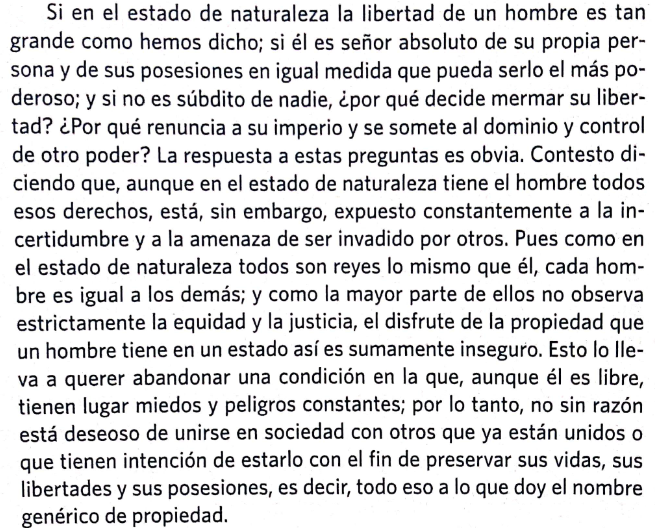 Si en el estado de naturaleza la libertad de un hombre es tan
grande como hemos dicho; si él es señor absoluto de su propia per-
sona y de sus posesiones en igual medida que pueda serlo el más po-
deroso; y si no es súbdito de nadie, ¿por qué decide mermar su liber-
tad? ¿Por qué renuncia a su imperio y se somete al dominio y control
de otro poder? La respuesta a estas preguntas es obvia. Contesto di-
ciendo que, aunque en el estado de naturaleza tiene el hombre todos
esos derechos, está, sin embargo, expuesto constantemente a la in-
certidumbre y a la amenaza de ser invadido por otros. Pues como en
el estado de naturaleza todos son reyes lo mismo que él, cada hom-
bre es igual a los demás; y como la mayor parte de ellos no observa
estrictamente la equidad y la justicia, el disfrute de la propiedad que
un hombre tiene en un estado así es sumamente inseguro. Esto lo lle-
va a querer abandonar una condición en la que, aunque él es libre,
tienen lugar miedos y peligros constantes; por lo tanto, no sin razón
está deseoso de unirse en sociedad con otros que ya están unidos o
que tienen intención de estarlo con el fin de preservar sus vidas, sus
libertades y sus posesiones, es decir, todo eso a lo que doy el nombre
genérico de propiedad.